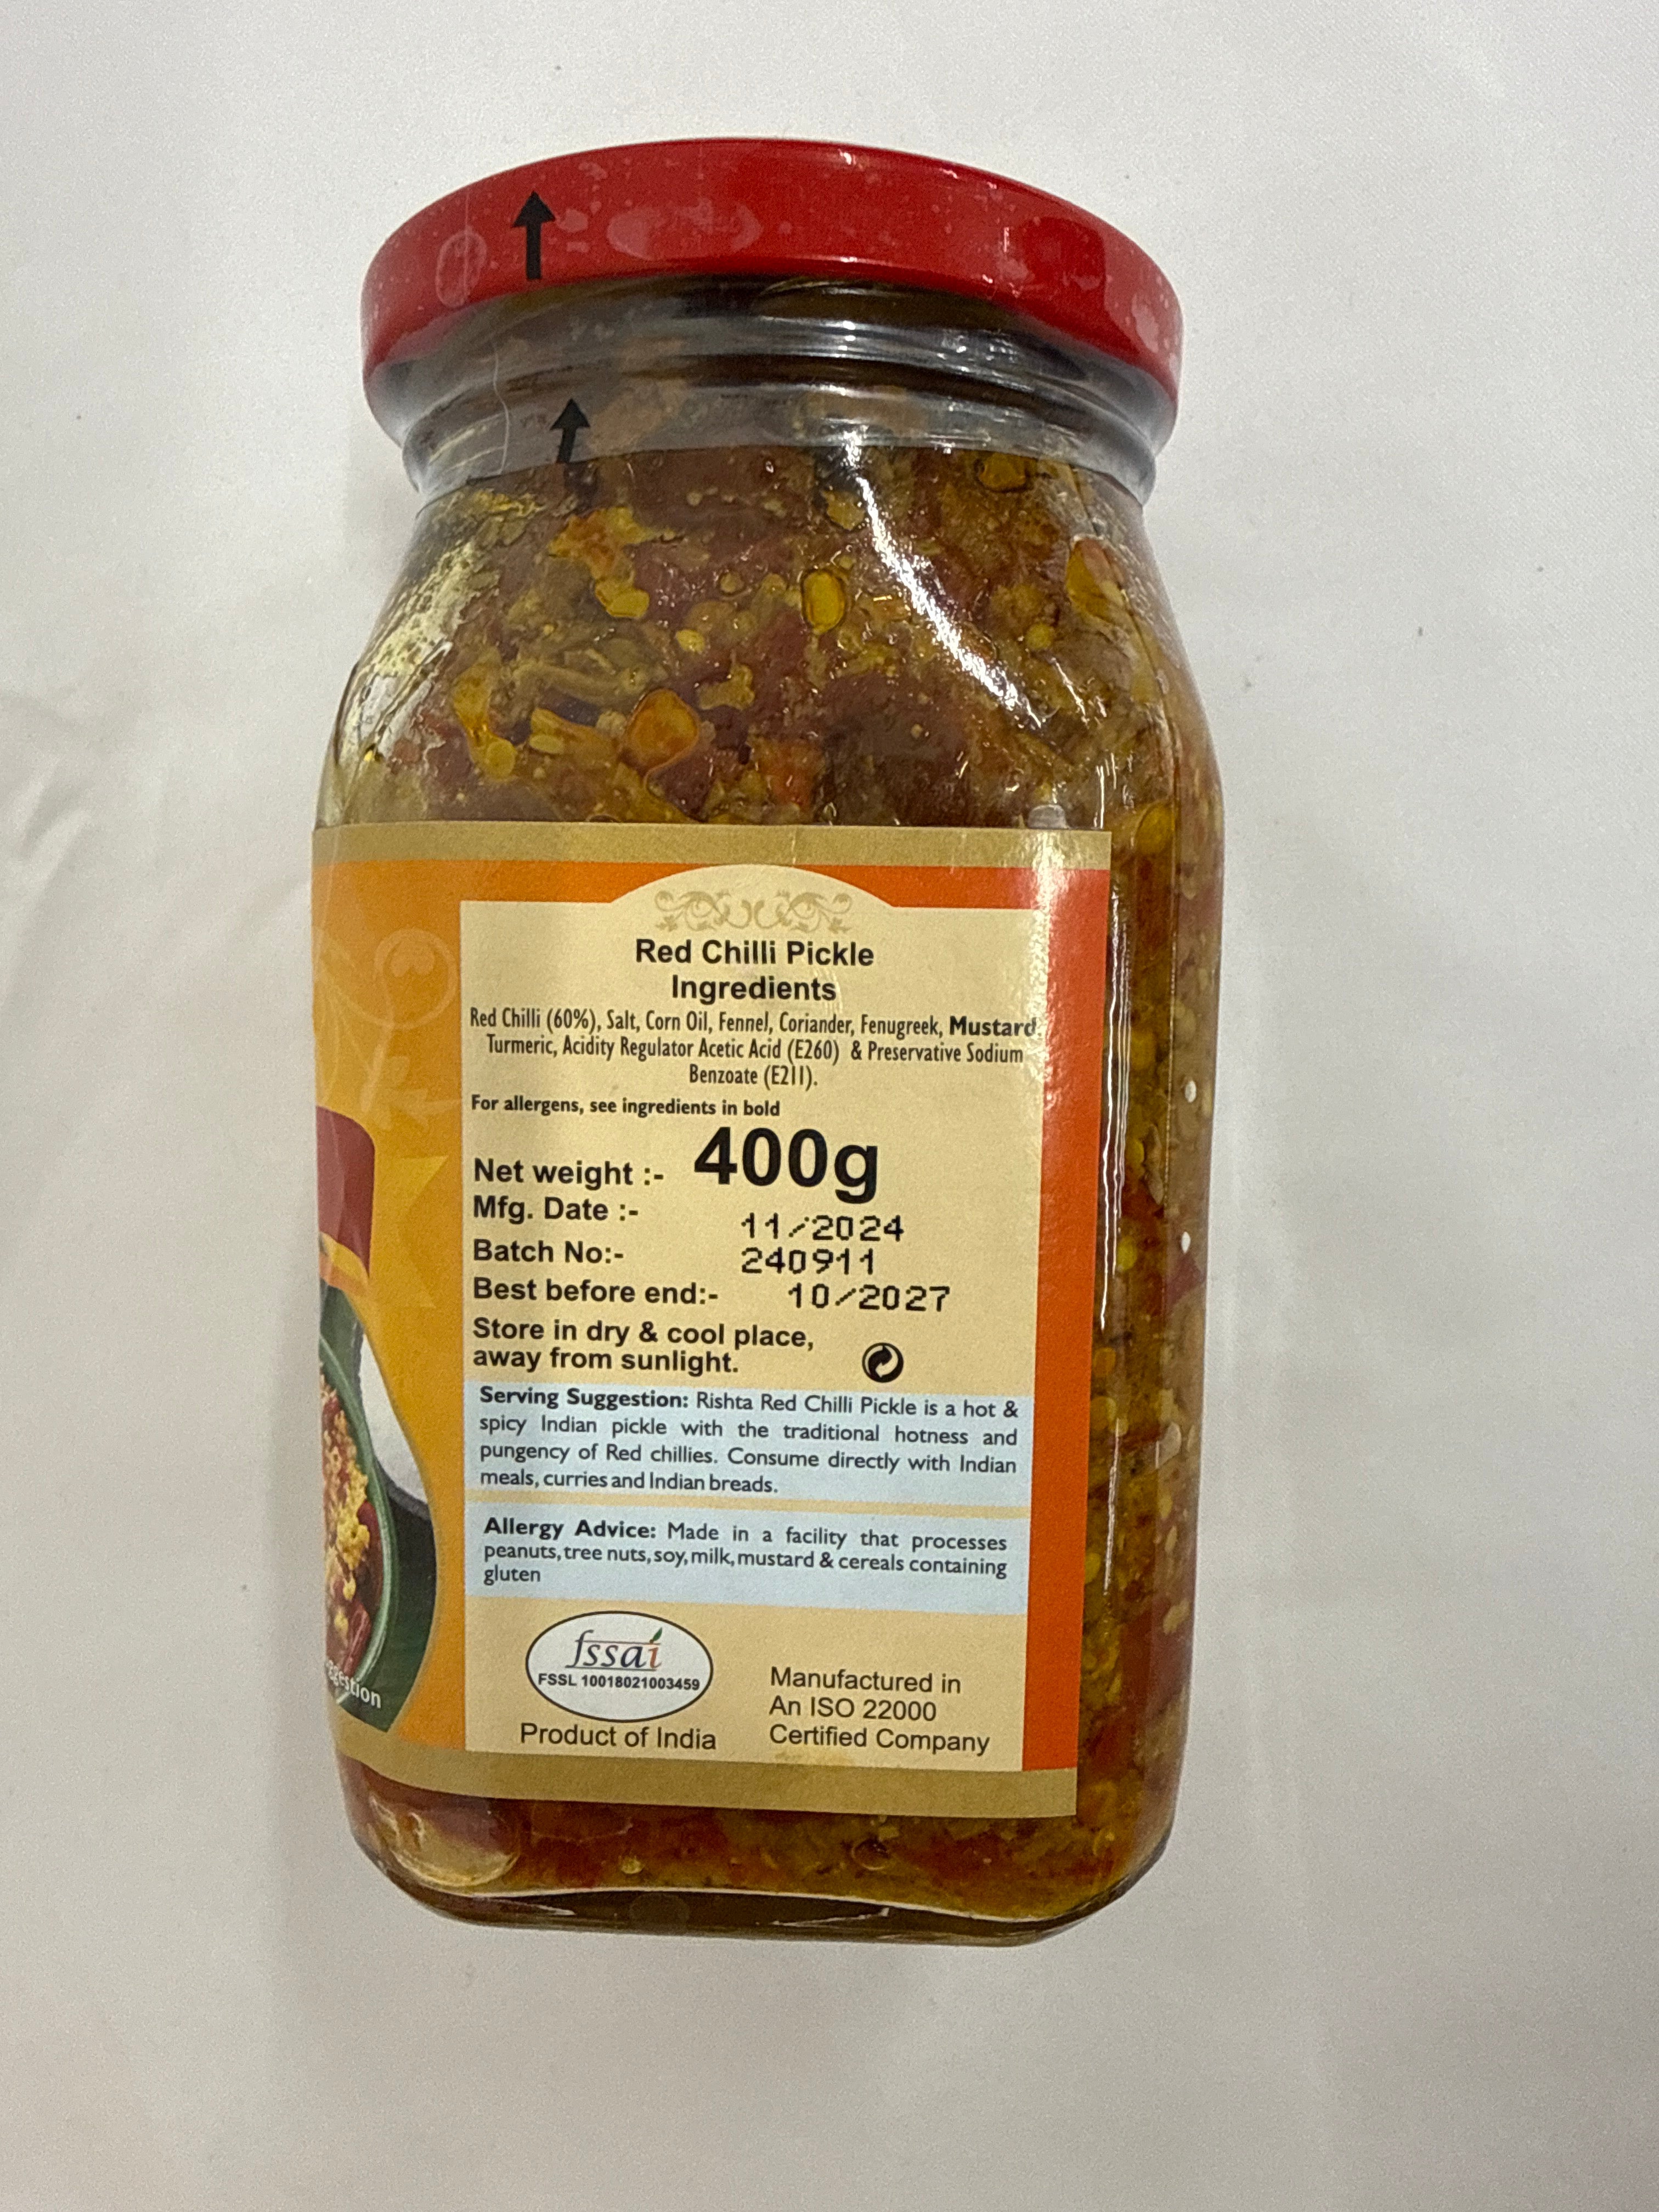 Red Chilli Pickle
Ingredients
Red Chilli (60%), Salt, Corn Oil, Fennel, Coriander, Fenugreek, Mustard,
Turmeric, Acidity Regulator Acetic Acid (E260) & Preservative Sodium
Benzoate (E211).
For allergens, see ingredients in bold
Net weight :- 400g
Mfg. Date :- 11/2024
Batch No:- 240911
Best before end:- 10/2027
Store in dry & cool place,
away from sunlight.
Serving Suggestion: Rishta Red Chilli Pickle is a hot &
spicy Indian pickle with the traditional hotness and
pungency of Red chillies. Consume directly with Indian
meals, curries and Indian breads.
Allergy Advice: Made in a facility that processes
peanuts, tree nuts, soy, milk, mustard & cereals containing
gluten
fssai
FSSL 10018021003459
Product of India
Manufactured in
An ISO 22000
Certified Company